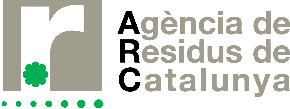 r
Agència de
Residus de
Catalunya